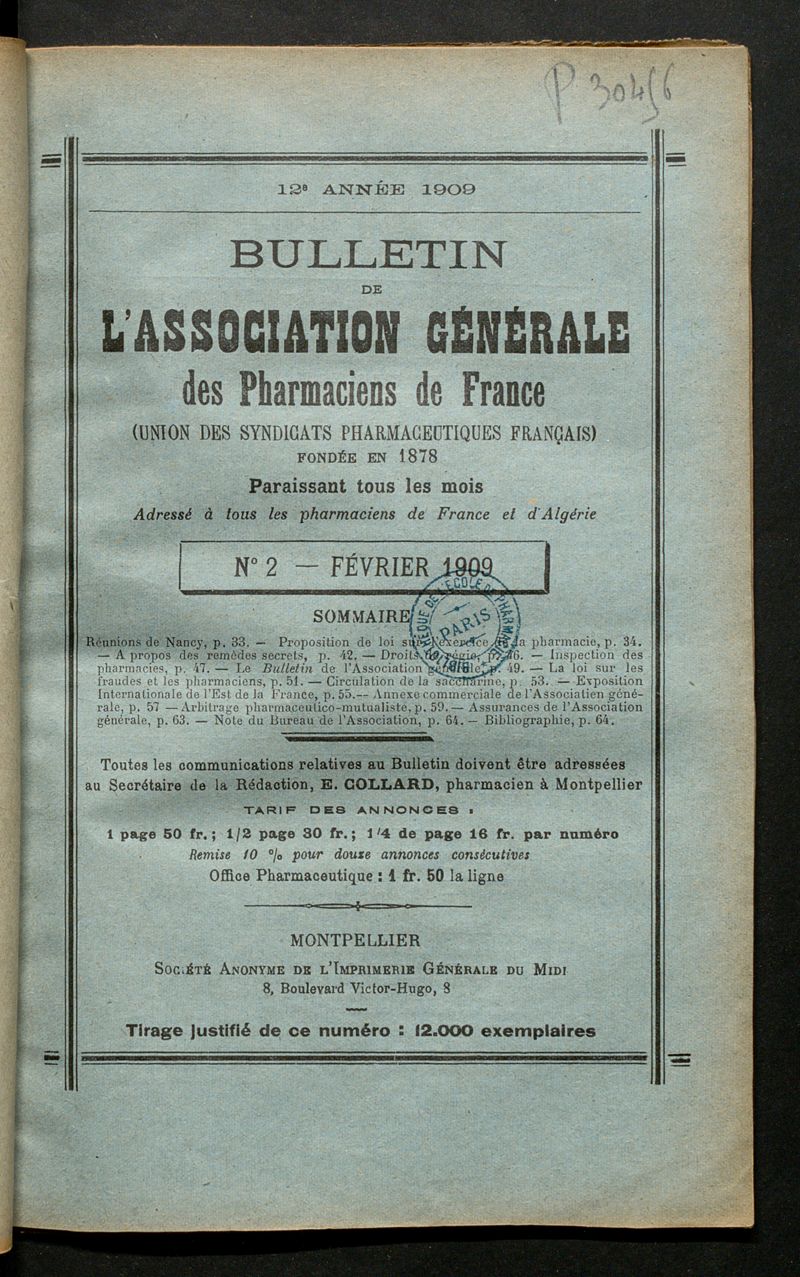 P 30456
12e ANNÉE 1909
BULLETIN
DE
L'ASSOCIATION GÉNÉRALE
des Pharmaciens de France
(UNION DES SYNDICATS PHARMACEUTIQUES FRANÇAIS)
FONDÉE EN 1878
Paraissant tous les mois
Adressé à tous les pharmaciens de France et d'Algérie
N° 2 — FÉVRIER 1909
SOMMAIRE
Réunions de Nancy, p. 33. — Proposition de loi sur l'exercice de la pharmacie, p. 34.
— A propos des remèdes secrets, p. 42. — Droits de régie, p. 46. — Inspection des
pharmacies, p. 47. — Le Bulletin de l'Association générale, p. 49. — La loi sur les
fraudes et les pharmaciens, p. 51. — Circulation de la saccharine, p. 53. — Exposition
Internationale de l'Est de la France, p. 55. — Annexe commerciale de l'Associatien géné-
rale, p. 57 — Arbitrage pharmaceutico-mutualiste, p. 59. — Assurances de l'Association
générale, p. 63. — Note du Bureau de l'Association, p. 64. — Bibliographie, p. 64.
Toutes les communications relatives au Bulletin doivent être adressées
au Secrétaire de la Rédaction, E. COLLARD, pharmacien à Montpellier
TARIF DES ANNONCES :
1 page 50 fr.; 1/2 page 30 fr.; 1/4 de page 16 fr. par numéro
Remise 10 % pour douze annonces consécutives
Office Pharmaceutique : 1 fr. 50 la ligne
MONTPELLIER
SOCIÉTÉ ANONYME DE L'IMPRIMERIE GÉNÉRALE DU MIDI
8, Boulevard Victor-Hugo, 8
Tirage justifié de ce numéro : 12.000 exemplaires